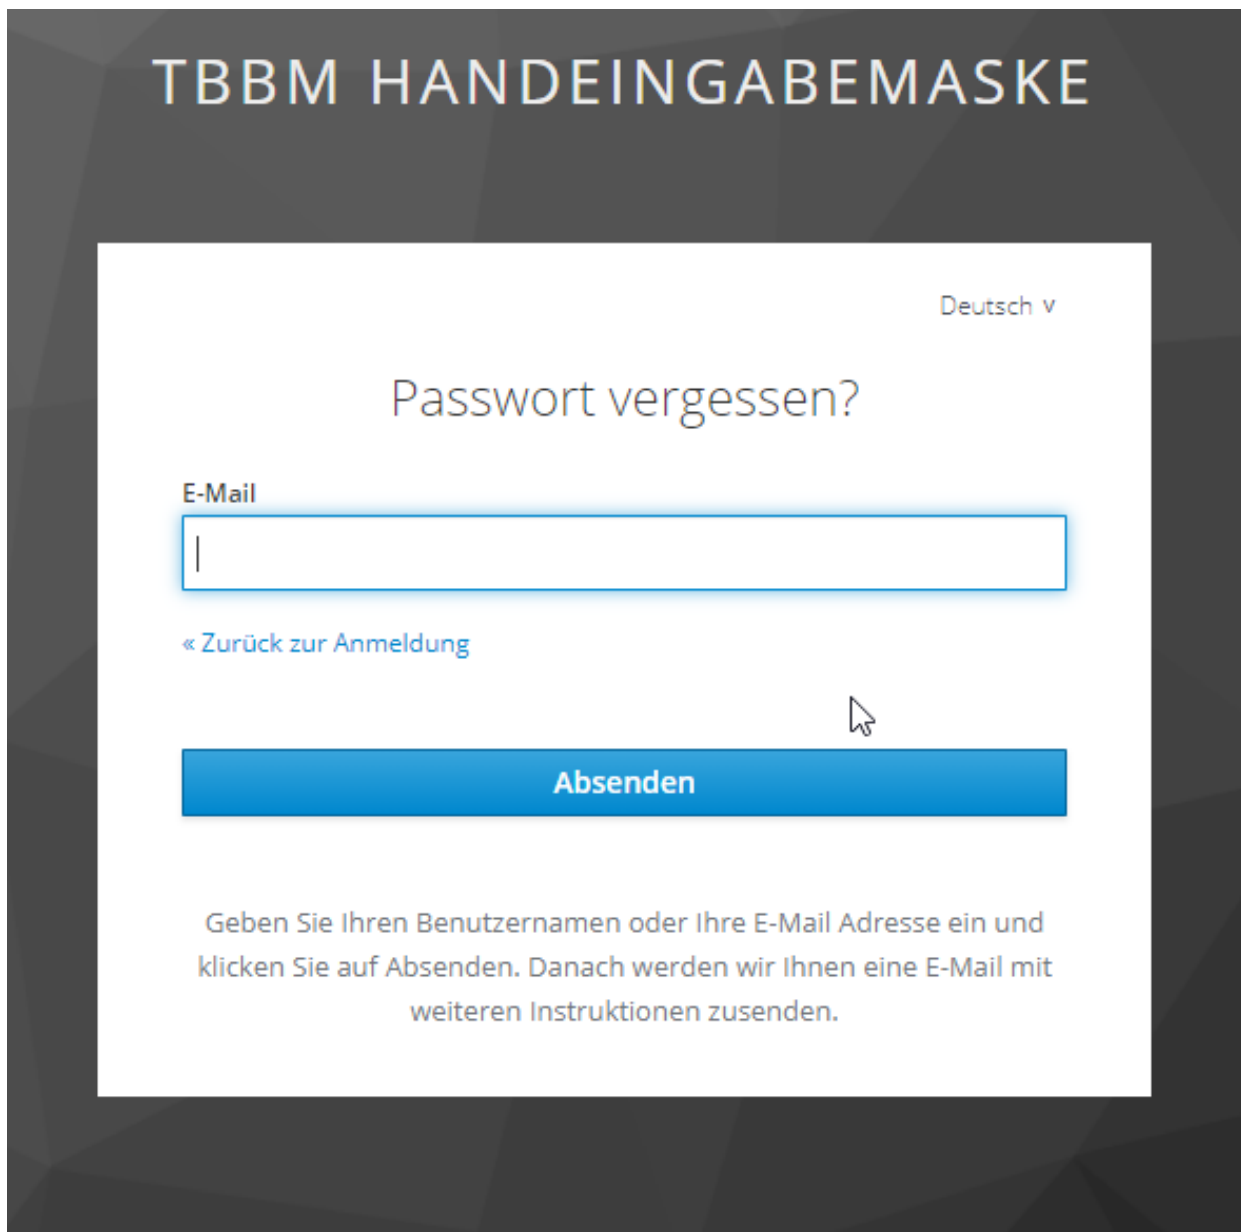 TBBM HANDEINGABEMASKE
Deutsch v
Passwort vergessen?
E-Mail
« Zurück zur Anmeldung
Absenden
Geben Sie Ihren Benutzernamen oder Ihre E-Mail Adresse ein und
klicken Sie auf Absenden. Danach werden wir Ihnen eine E-Mail mit
weiteren Instruktionen zusenden.